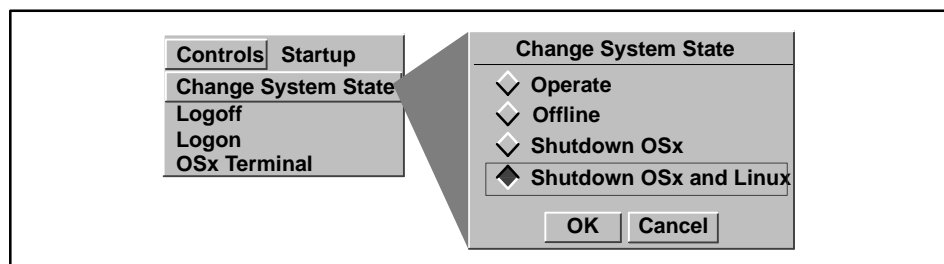 Controls Startup
Change System State
Logoff
Logon
OSx Terminal
Change System State
Operate
Offline
Shutdown OSx
Shutdown OSx and Linux
OK Cancel